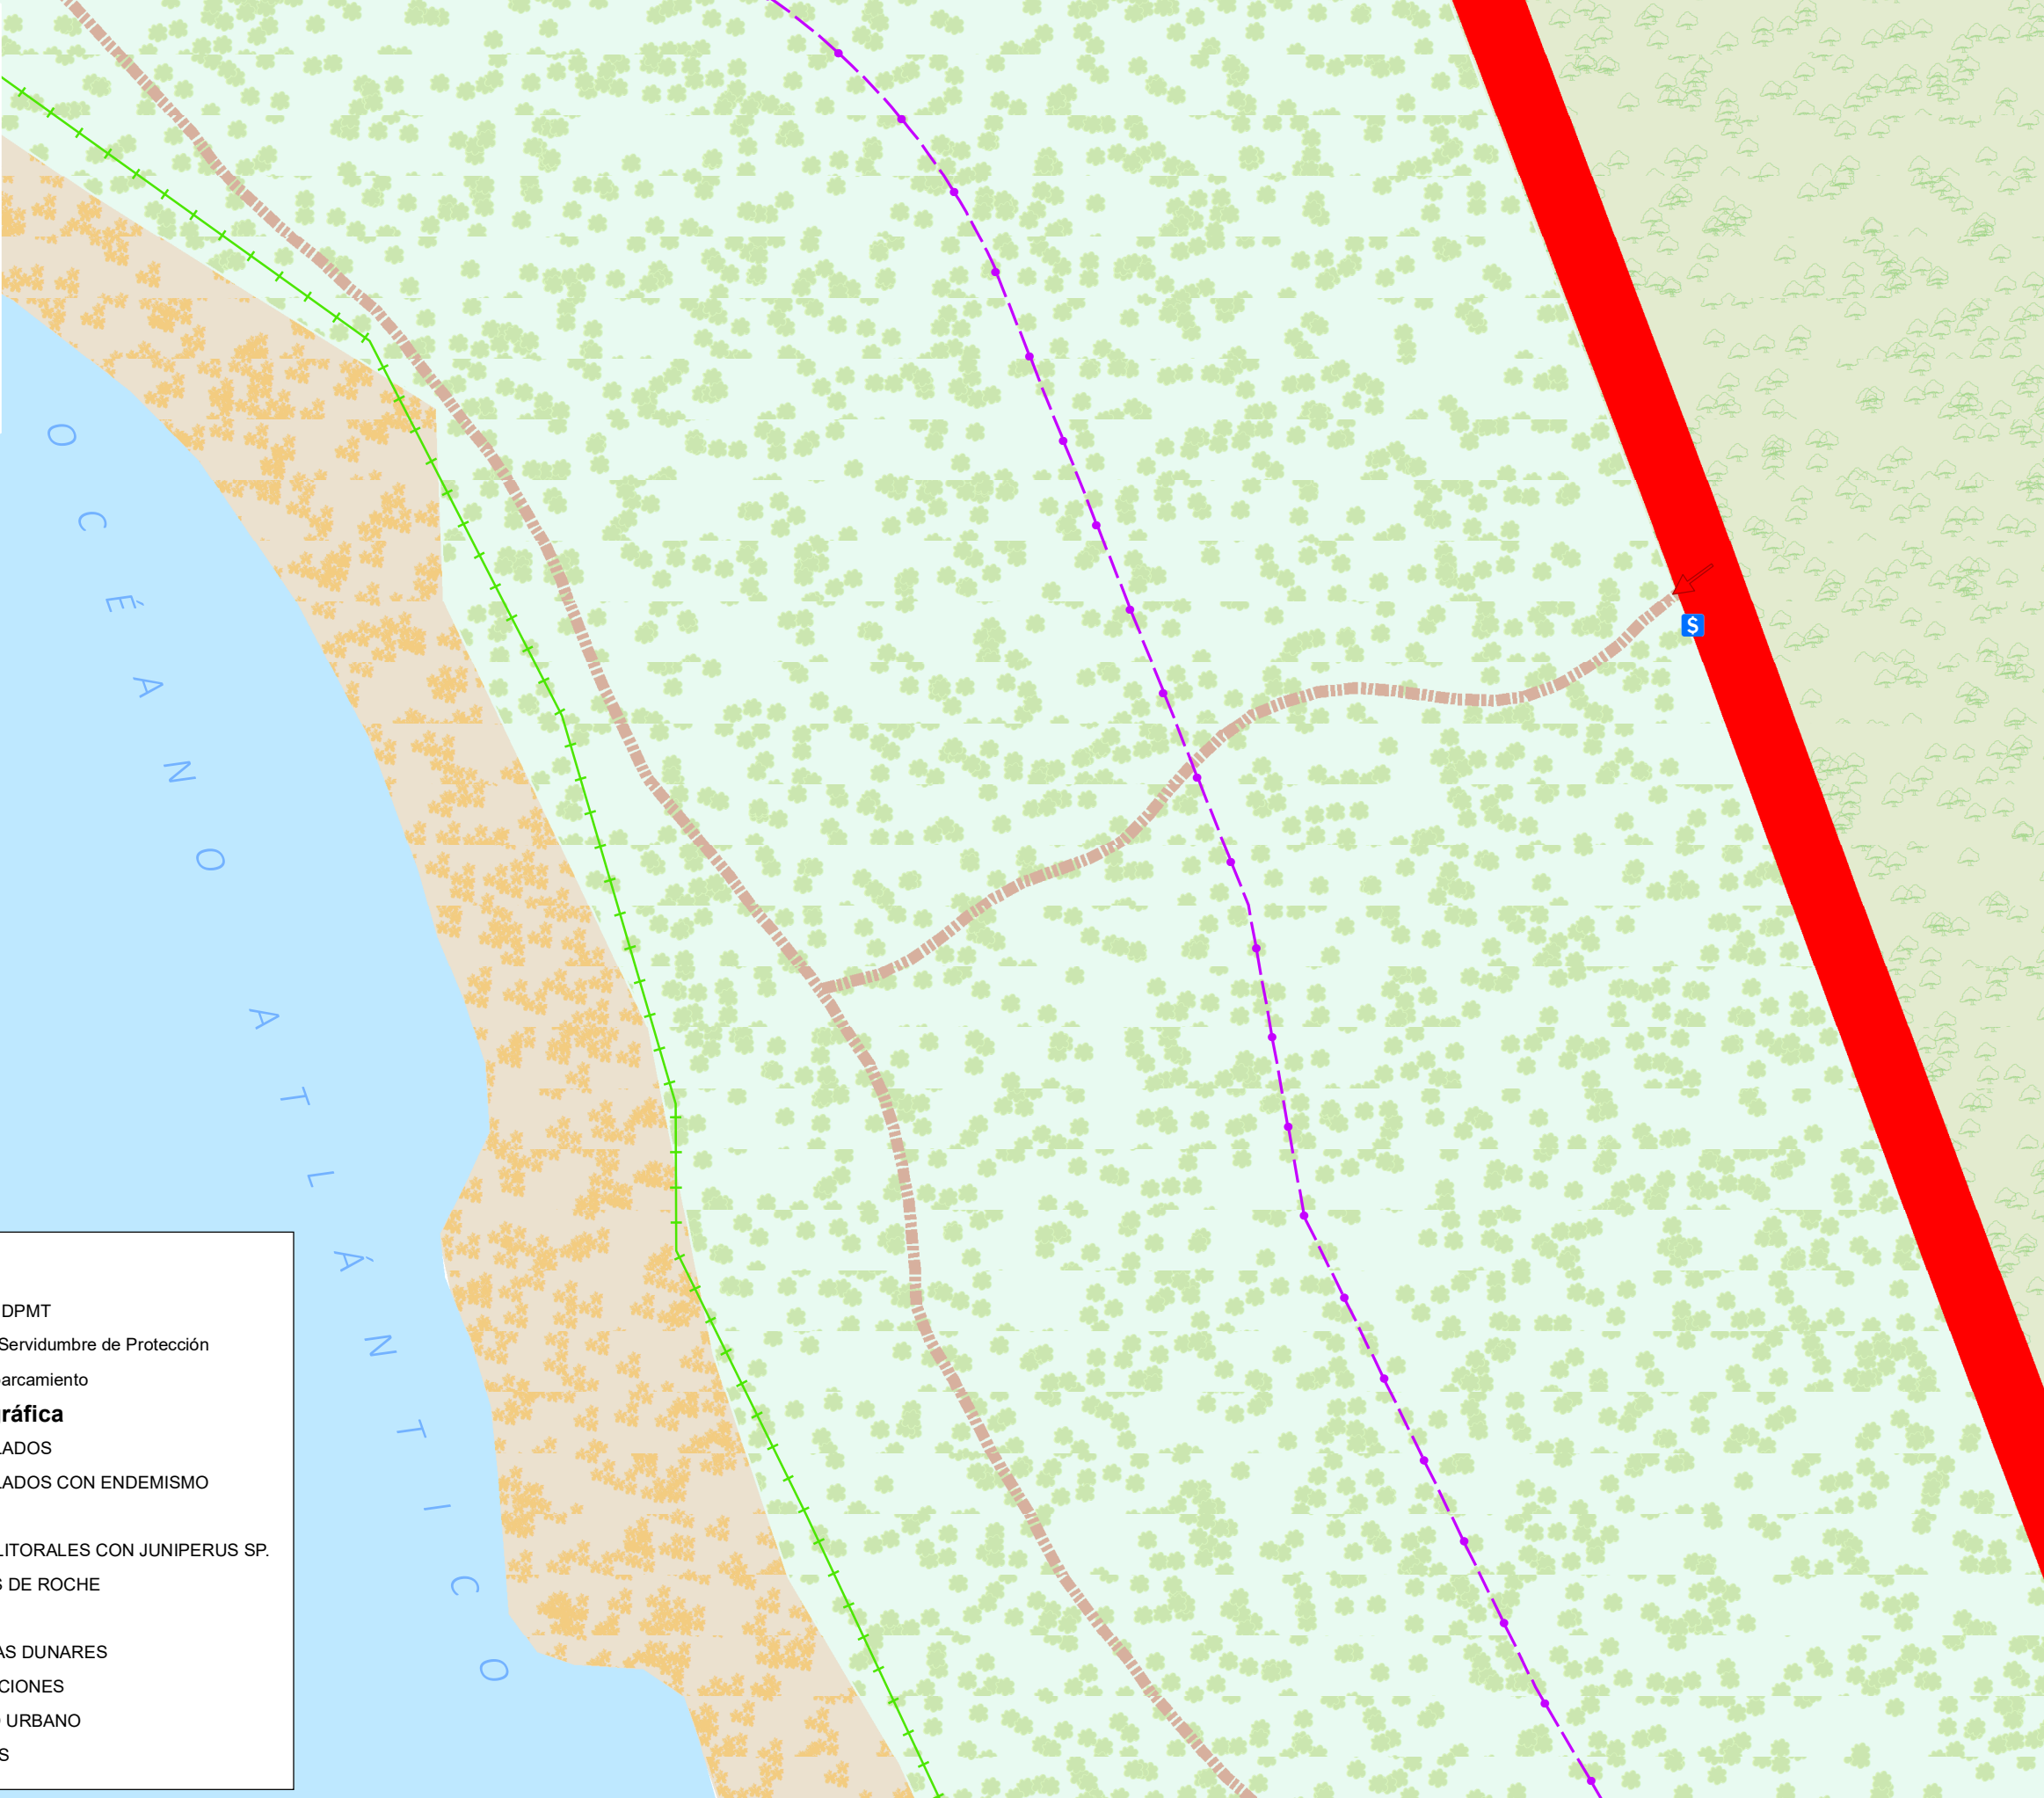 OCÉANO ATLÁNTICO
$
DPMT
Servidumbre de Protección
arcamiento
ráfica
LADOS
LADOS CON ENDEMISMO
LITORALES CON JUNIPERUS SP.
S DE ROCHE
AS DUNARES
CIONES
O URBANO
S